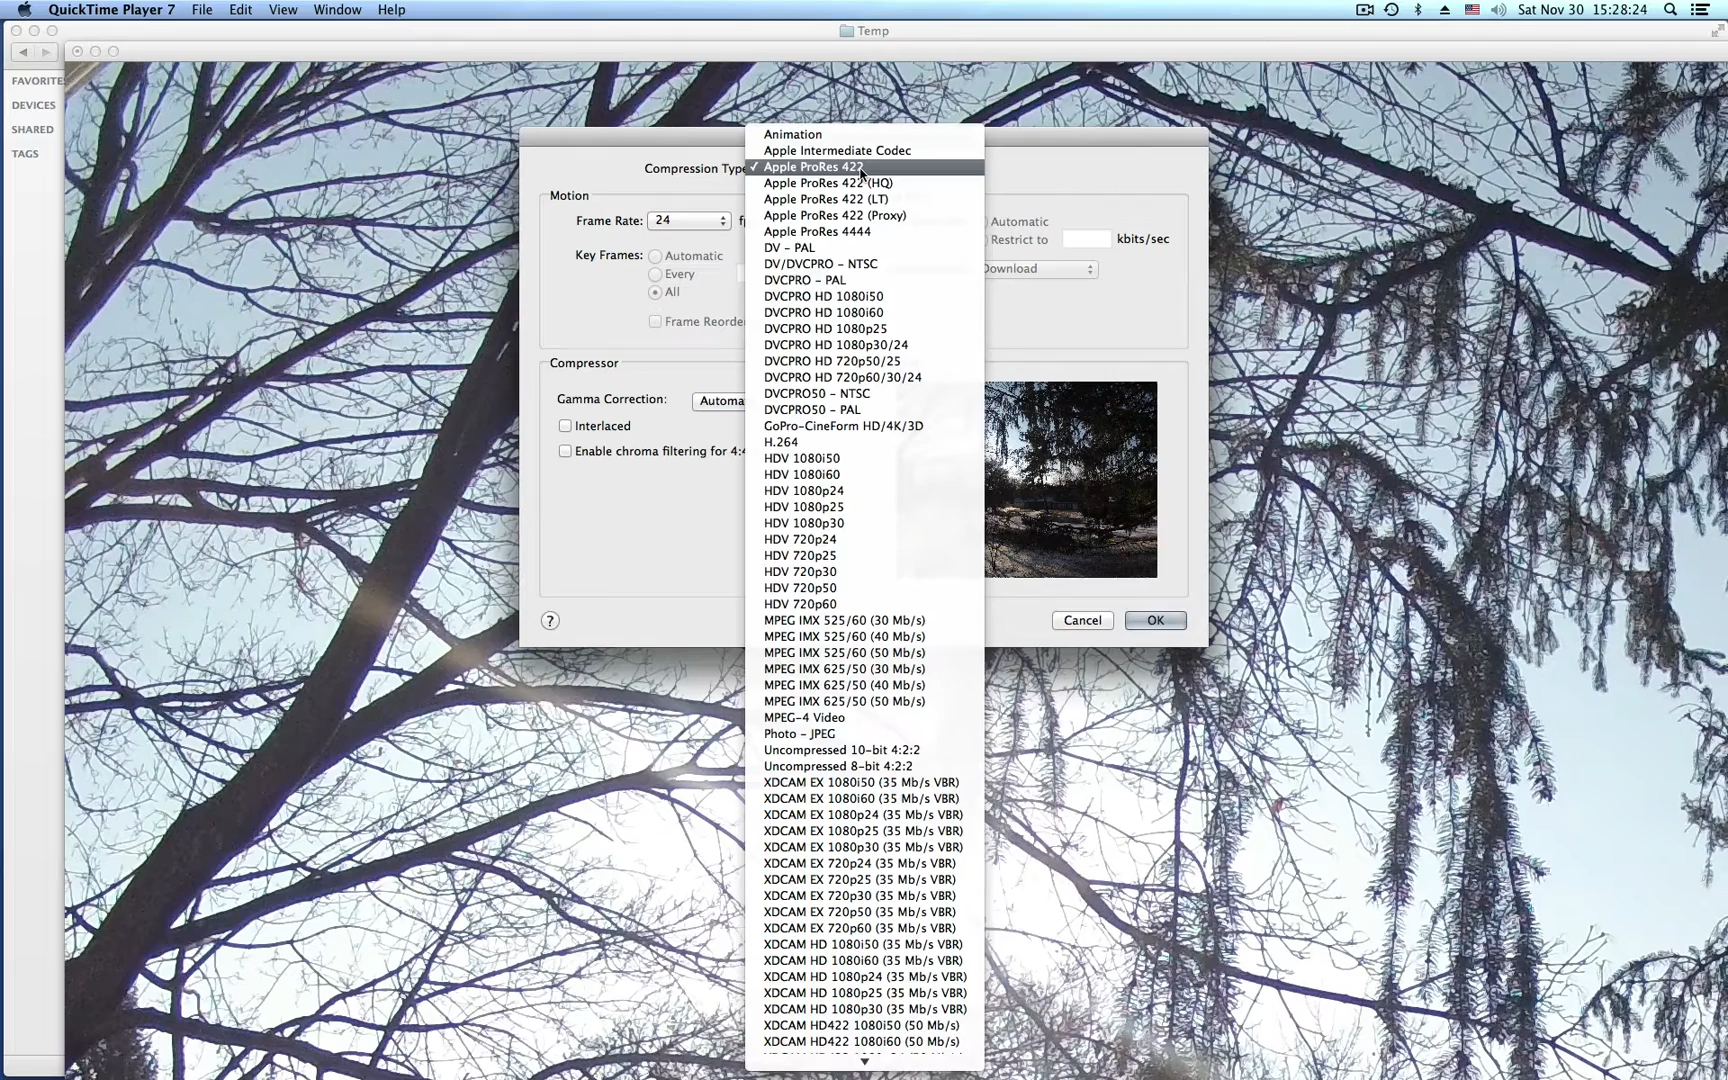 QuickTime Player 7 File Edit View Window Help
Sat Nov 30 15:28:24
Temp
FAVORITES
DEVICES
SHARED
TAGS
Compression Type
Motion
Frame Rate: 24
Key Frames: Automatic
Every
All
Frame Reorder
Compressor
Gamma Correction: Automa
Interlaced
Enable chroma filtering for 4:4
?
Animation
Apple Intermediate Codec
✓ Apple ProRes 422
Apple ProRes 422 (HQ)
Apple ProRes 422 (LT)
Apple ProRes 422 (Proxy)
Apple ProRes 4444
DV - PAL
DV/DVCPRO - NTSC
DVCPRO - PAL
DVCPRO HD 1080i50
DVCPRO HD 1080i60
DVCPRO HD 1080p25
DVCPRO HD 1080p30/24
DVCPRO HD 720p50/25
DVCPRO HD 720p60/30/24
DVCPRO50 - NTSC
DVCPRO50 - PAL
GoPro-CineForm HD/4K/3D
H.264
HDV 1080i50
HDV 1080i60
HDV 1080p24
HDV 1080p25
HDV 1080p30
HDV 720p24
HDV 720p25
HDV 720p30
HDV 720p50
HDV 720p60
MPEG IMX 525/60 (30 Mb/s)
MPEG IMX 525/60 (40 Mb/s)
MPEG IMX 525/60 (50 Mb/s)
MPEG IMX 625/50 (30 Mb/s)
MPEG IMX 625/50 (40 Mb/s)
MPEG IMX 625/50 (50 Mb/s)
MPEG-4 Video
Photo - JPEG
Uncompressed 10-bit 4:2:2
Uncompressed 8-bit 4:2:2
XDCAM EX 1080i50 (35 Mb/s VBR)
XDCAM EX 1080i60 (35 Mb/s VBR)
XDCAM EX 1080p24 (35 Mb/s VBR)
XDCAM EX 1080p25 (35 Mb/s VBR)
XDCAM EX 1080p30 (35 Mb/s VBR)
XDCAM EX 720p24 (35 Mb/s VBR)
XDCAM EX 720p25 (35 Mb/s VBR)
XDCAM EX 720p30 (35 Mb/s VBR)
XDCAM EX 720p50 (35 Mb/s VBR)
XDCAM EX 720p60 (35 Mb/s VBR)
XDCAM HD 1080i50 (35 Mb/s VBR)
XDCAM HD 1080i60 (35 Mb/s VBR)
XDCAM HD 1080p24 (35 Mb/s VBR)
XDCAM HD 1080p25 (35 Mb/s VBR)
XDCAM HD 1080p30 (35 Mb/s VBR)
XDCAM HD422 1080i50 (50 Mb/s)
XDCAM HD422 1080i60 (50 Mb/s)
Automatic
Restrict to kbits/sec
Download
Cancel OK